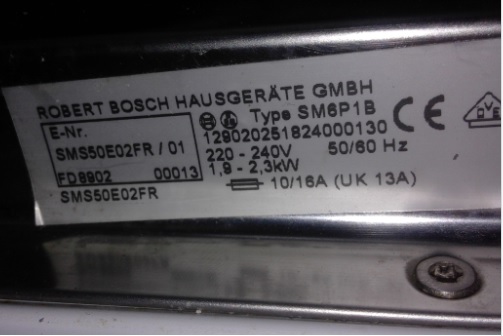 ROBERT BOSCH HAUSGERÄTE GMBH
E-Nr.
Type SM6P1B
SMS50E02FR / 01
128020251824000130
220 - 240V 50/60 Hz
FD8902 00013
1,9 - 2,3kW
SMS50E02FR
10/16A (UK 13A)
CE